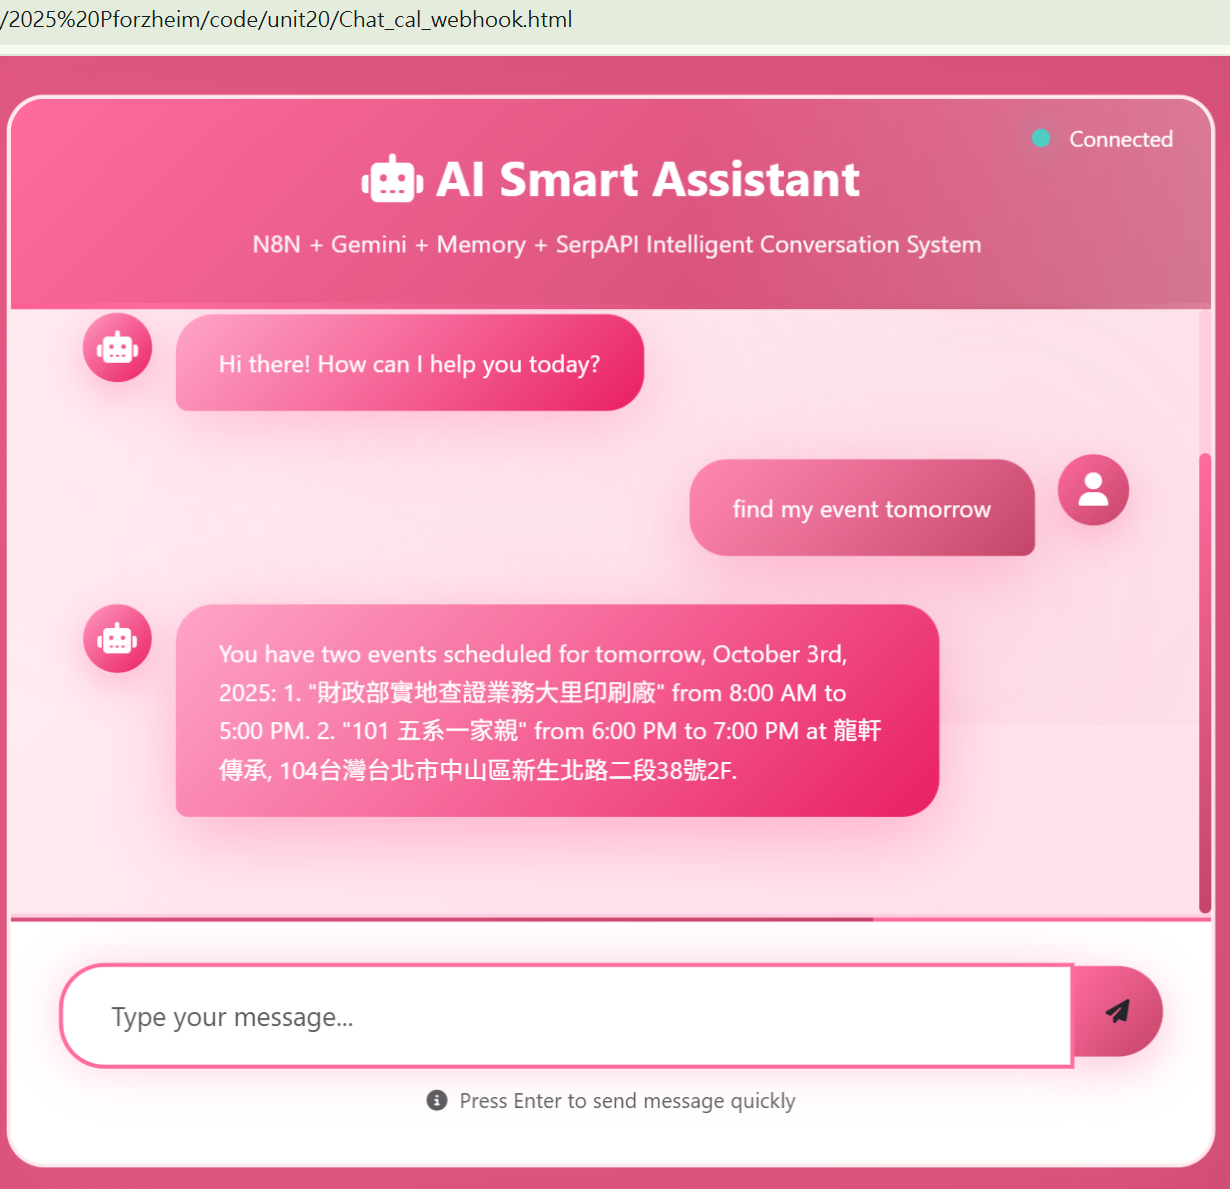 /2025%20Pforzheim/code/unit20/Chat_cal_webhook.html
Connected
AI Smart Assistant
N8N + Gemini + Memory + SerpAPI Intelligent Conversation System
Hi there! How can I help you today?
find my event tomorrow
You have two events scheduled for tomorrow, October 3rd,
2025: 1. "財政部實地查證業務大里印刷廠" from 8:00 AM to
5:00 PM. 2. "101 五系一家親" from 6:00 PM to 7:00 PM at 龍軒
傳承, 104台灣台北市中山區新生北路二段38號2F.
Type your message...
Press Enter to send message quickly